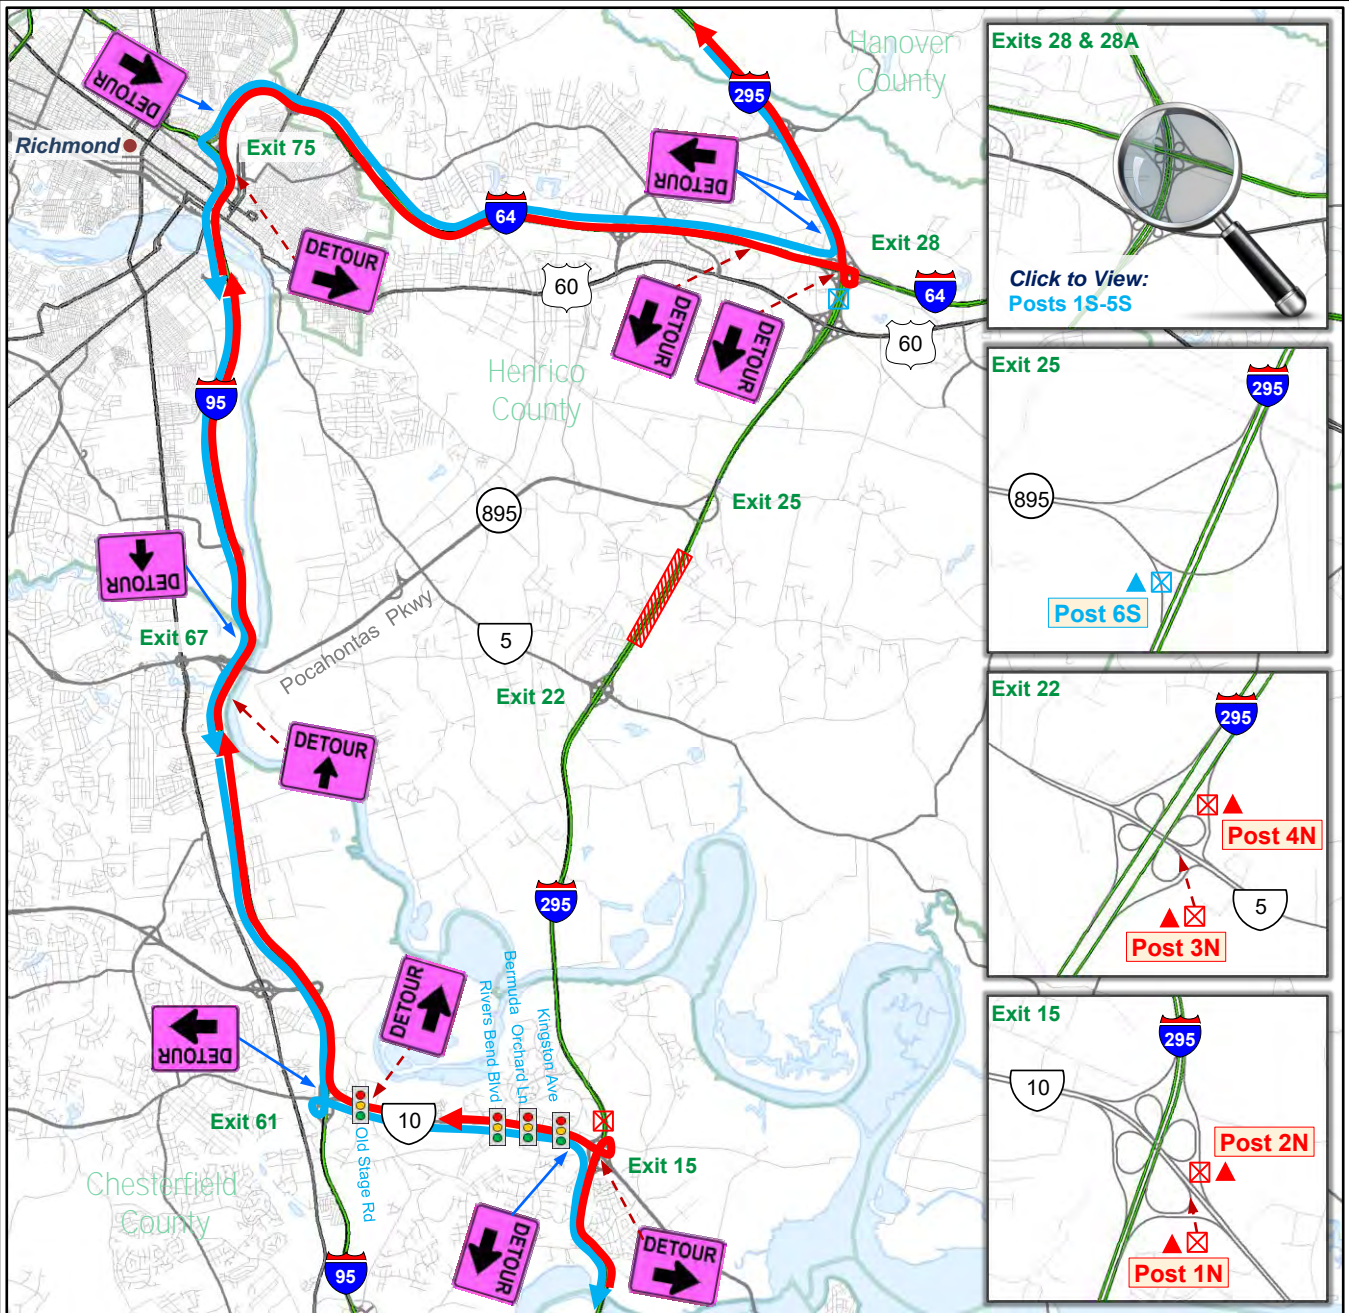 Hanover
County
295
DETOUR
Richmond
Exit 75
DETOUR
64
Exit 28
DETOUR
60
64
DETOUR
DETOUR
60
Henrico
County
95
895
Exit 25
DETOUR
Exit 67
Pocahontas Pkwy
5
Exit 22
DETOUR
295
DETOUR
Rivers Bend Blvd
Bermuda Orchard Ln
Kingston Ave
DETOUR
Exit 61
10
Old Stage Rd
Exit 15
Chesterfield
County
DETOUR
DETOUR
95
Exits 28 & 28A
Click to View:
Posts 1S-5S
Exit 25
295
895
Post 6S
Exit 22
295
Post 4N
5
Post 3N
Exit 15
295
10
Post 2N
Post 1N